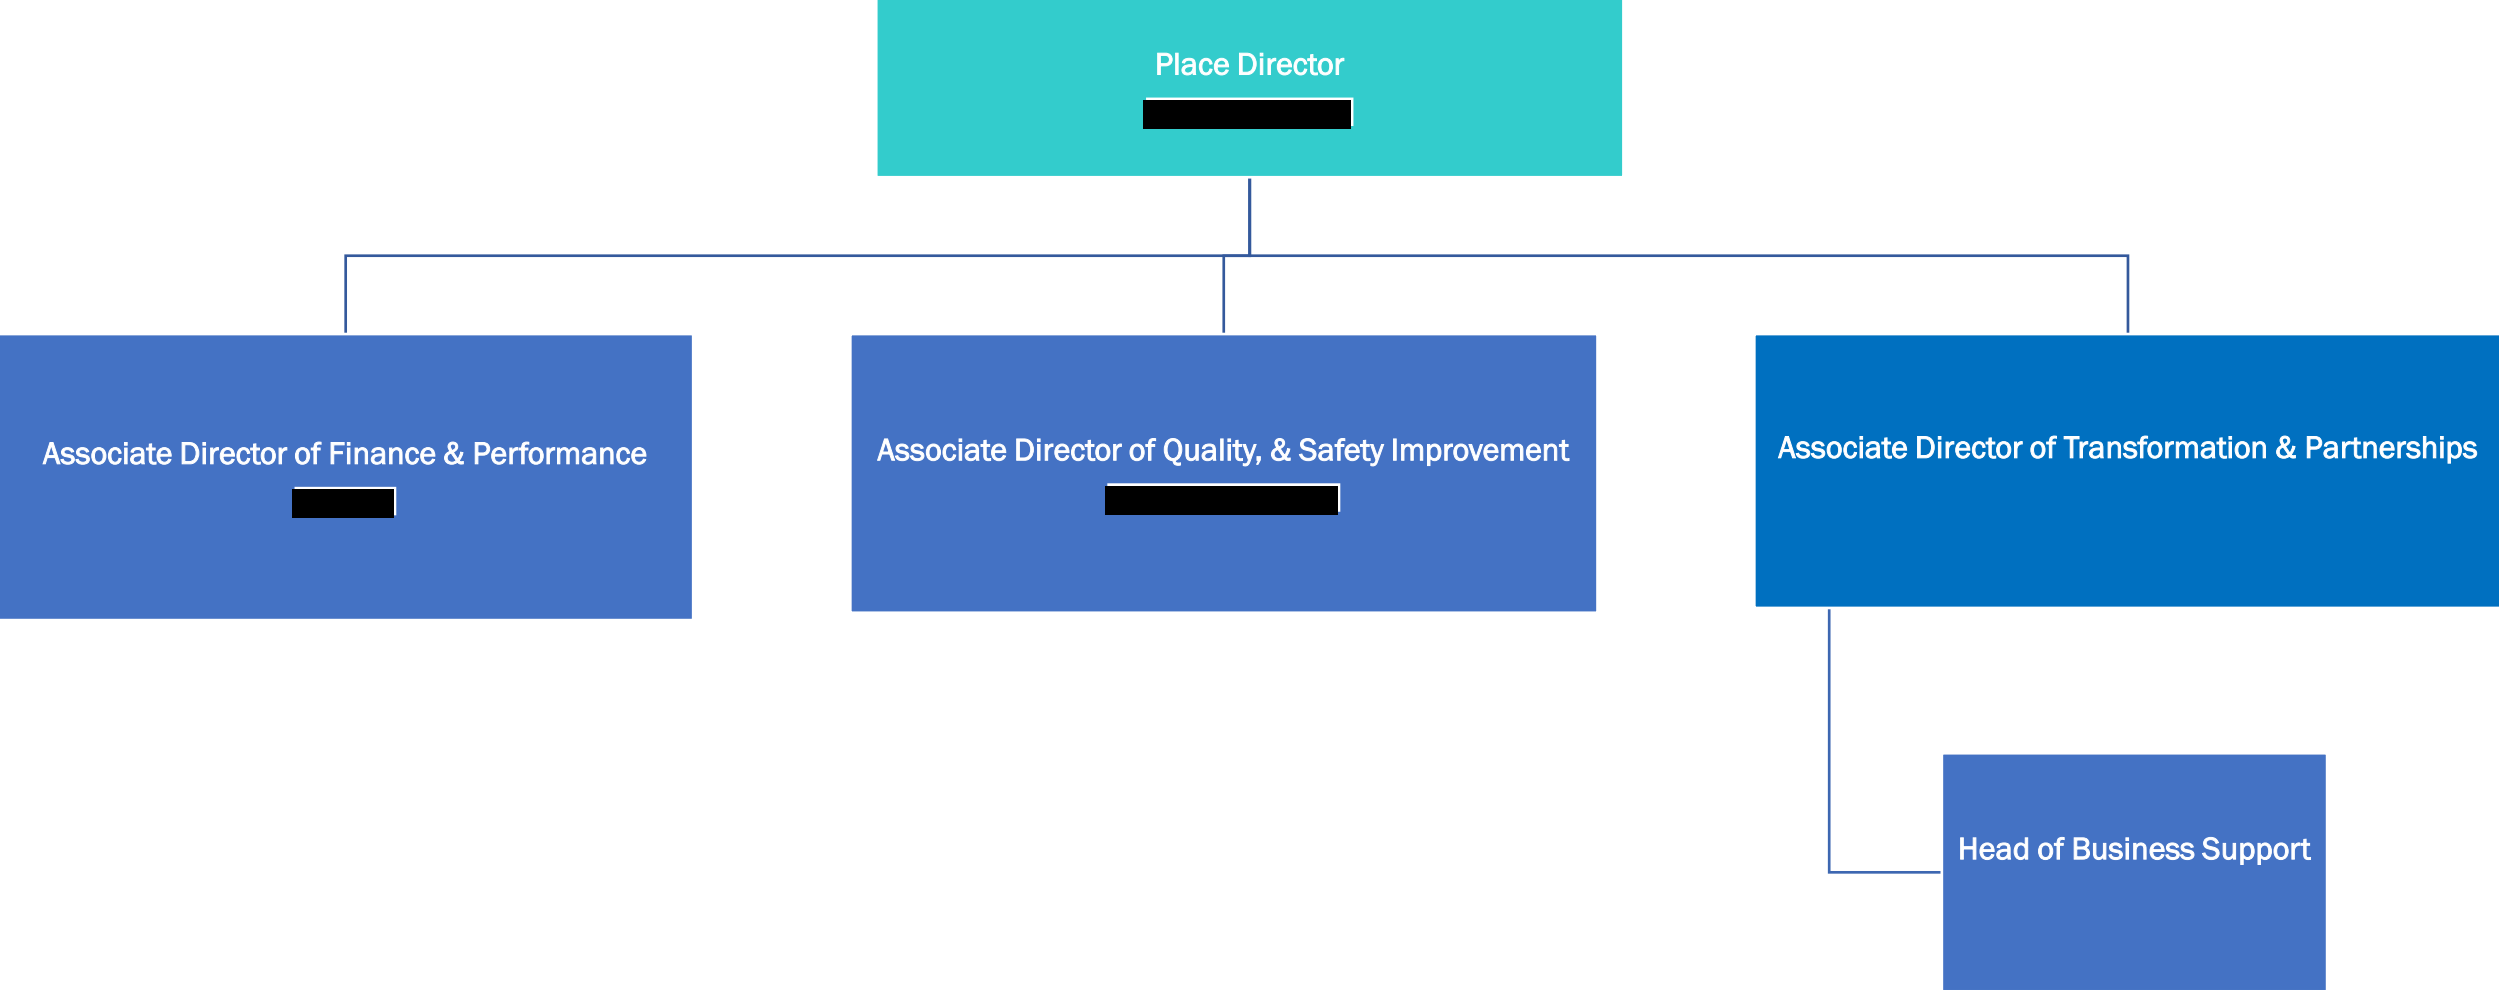 Place Director
Associate Director of Finance & Performance
Associate Director of Quality, & Safety Improvement
Associate Director of Transformation & Partnerships
Head of Business Support